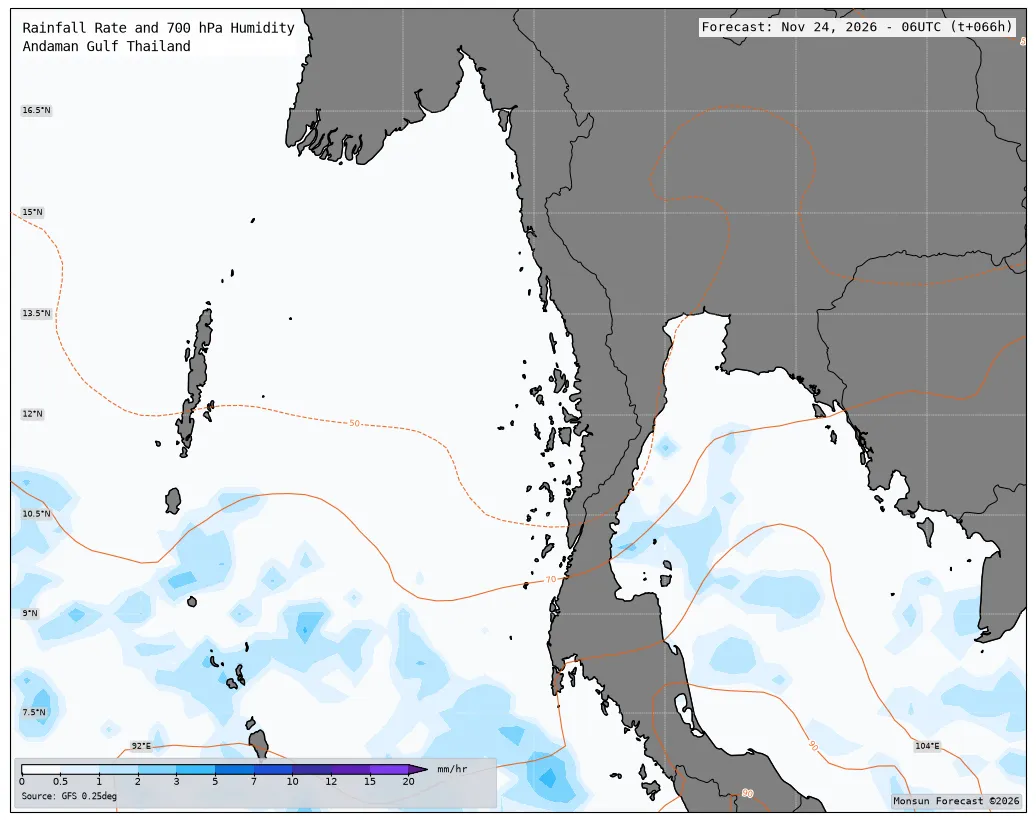 Rainfall Rate and 700 hPa Humidity
Andaman Gulf Thailand
Forecast: Nov 24, 2026 - 06UTC (t+066h)
16.5°N
15°N
13.5°N
12°N
50
10.5°N
70
9°N
7.5°N
92°E
104°E
90
90
mm/hr
0 0.5 1 2 3 5 7 10 12 15 20
Source: GFS 0.25deg
Monsun Forecast ©2026